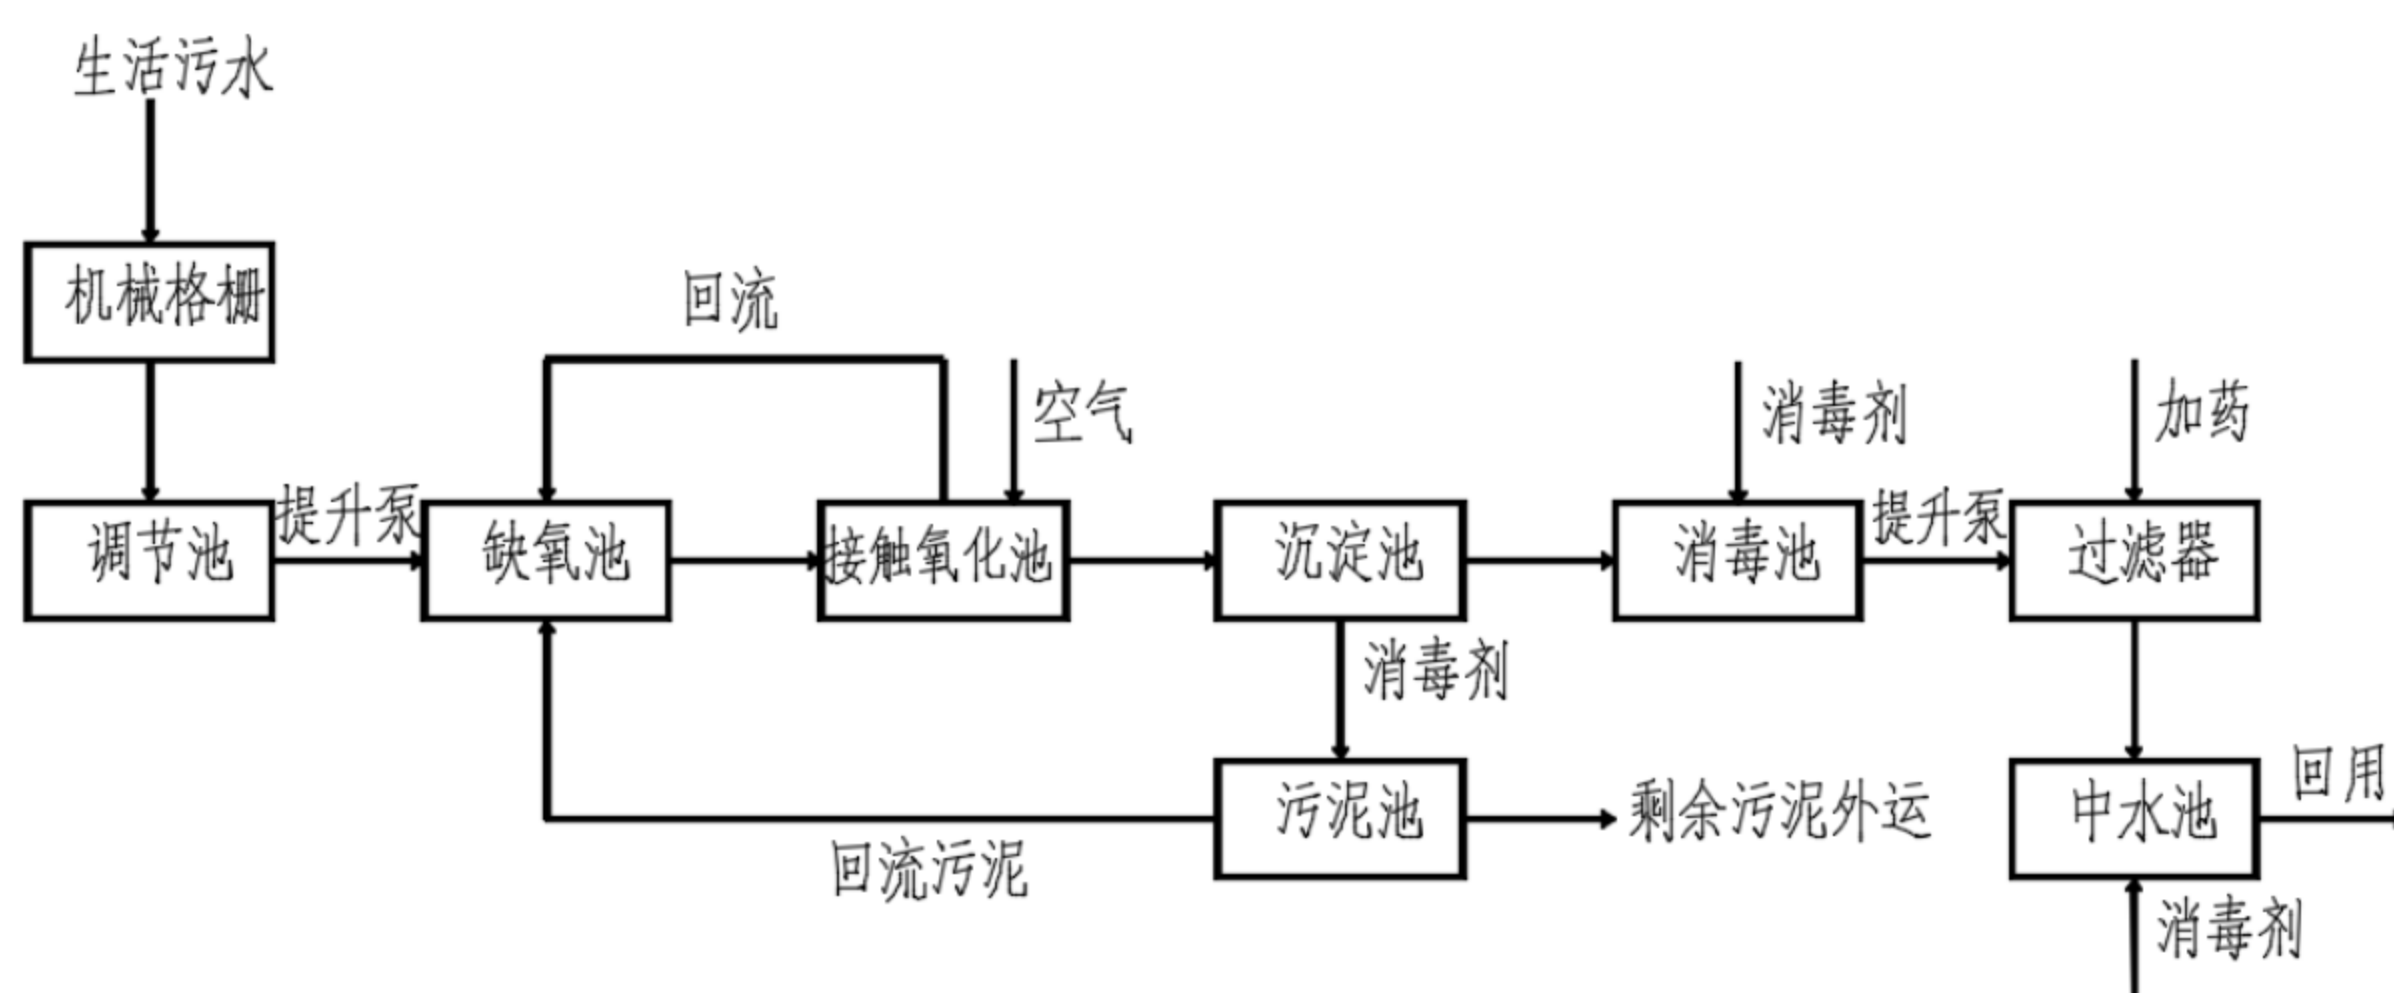 生活污水
机械格栅
回流
空气
消毒剂
加药
调节池
提升泵
缺氧池
接触氧化池
沉淀池
消毒池
提升泵
过滤器
消毒剂
污泥池
剩余污泥外运
中水池
回用
回流污泥
消毒剂